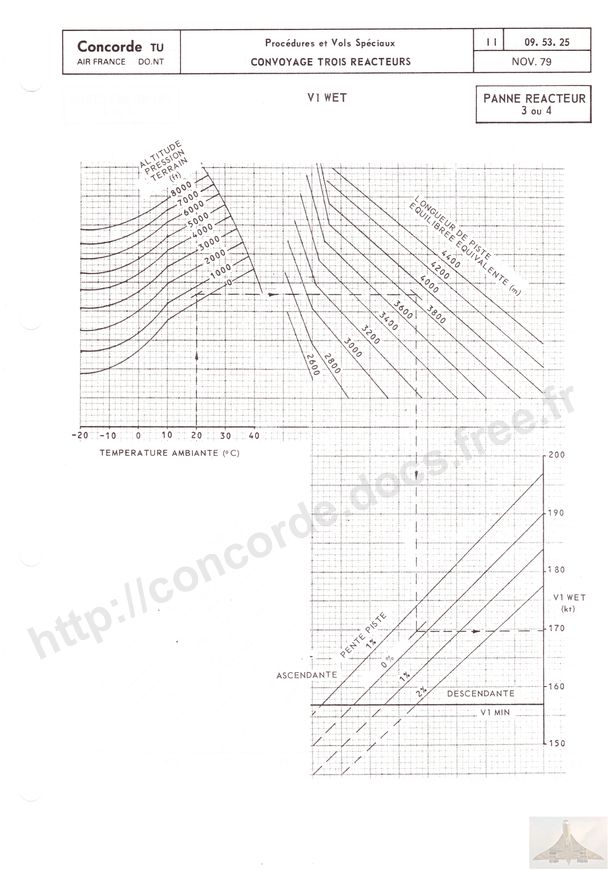 Concorde TU
AIR FRANCE DO.NT
Procédures et Vols Spéciaux
CONVOYAGE TROIS REACTEURS
11 09. 53. 25
NOV. 79
V1 WET
PANNE REACTEUR
3 ou 4
ALTITUDE
PRESSION
TERRAIN
(ft)
8000
7000
6000
5000
4000
3000
2000
1000
0
LONGUEUR DE PISTE
EQUILIBREE EQUIVALENTE (m)
4400
4200
4000
3800
3600
3400
3200
3000
2800
2600
-20 -10 0 10 20 30 40
TEMPERATURE AMBIANTE (°C)
200
190
180
V1 WET
(kt)
170
160
150
PENTE PISTE
1%
0%
1%
2%
ASCENDANTE
DESCENDANTE
V1 MIN
http://concorde.docs.free.fr